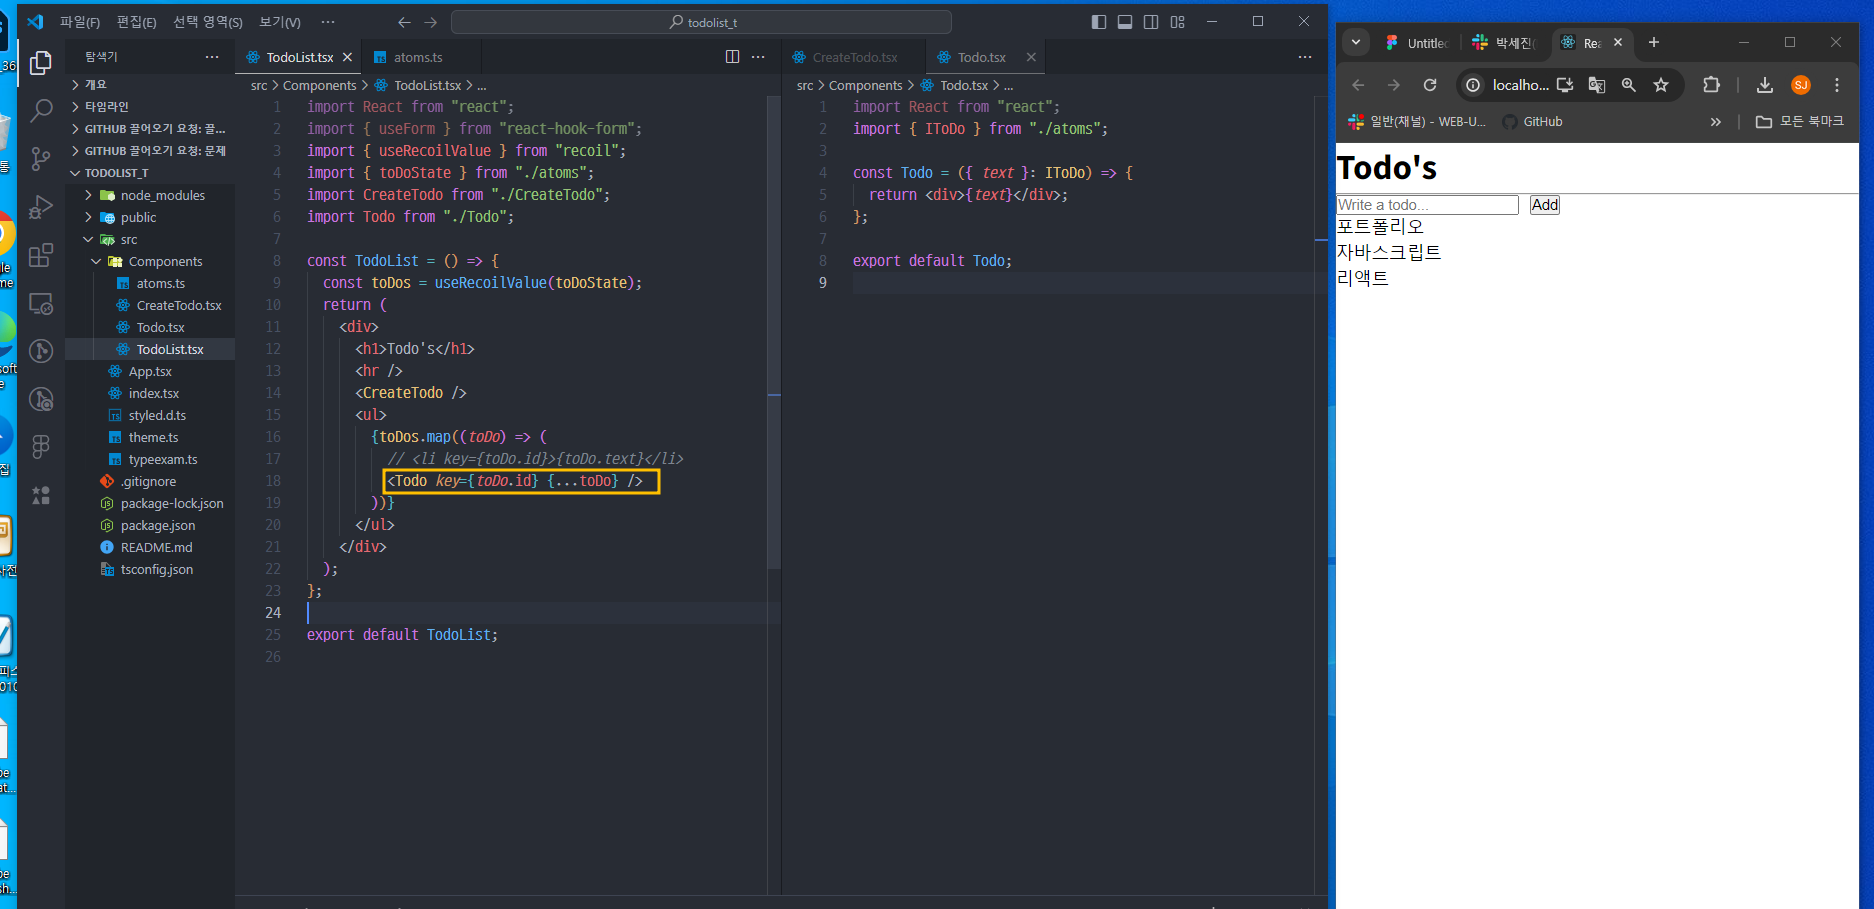 파일(F) 편집(E) 선택 영역(S) 보기(V) ··· todolist_t
탐색기 ···
개요
타임라인
GITHUB 끌어오기 요청: 끌...
GITHUB 끌어오기 요청: 문제
TODOLIST_T
node_modules
public
src
Components
atoms.ts
CreateTodo.tsx
Todo.tsx
TodoList.tsx
App.tsx
index.tsx
styled.d.ts
theme.ts
typeexam.ts
.gitignore
package-lock.json
package.json
README.md
tsconfig.json
TodoList.tsx atoms.ts ···
src > Components > TodoList.tsx > ...
1 import React from "react";
2 import { useForm } from "react-hook-form";
3 import { useRecoilValue } from "recoil";
4 import { toDoState } from "./atoms";
5 import CreateTodo from "./CreateTodo";
6 import Todo from "./Todo";
7
8 const TodoList = () => {
9 const toDos = useRecoilValue(toDoState);
10 return (
11 <div>
12 <h1>Todo's</h1>
13 <hr />
14 <CreateTodo />
15 <ul>
16 {toDos.map((toDo) => (
17 // <li key={toDo.id}>{toDo.text}</li>
18 <Todo key={toDo.id} {...toDo} />
19 ))}
20 </ul>
21 </div>
22 );
23 };
24
25 export default TodoList;
26
CreateTodo.tsx Todo.tsx ···
src > Components > Todo.tsx > ...
1 import React from "react";
2 import { IToDo } from "./atoms";
3
4 const Todo = ({ text }: IToDo) => {
5 return <div>{text}</div>;
6 };
7
8 export default Todo;
9
Untitled 박세진( Rea
localho... SJ
일반(채널) - WEB-U... GitHub » 모든 북마크
Todo's
Write a todo... Add
포트폴리오
자바스크립트
리액트